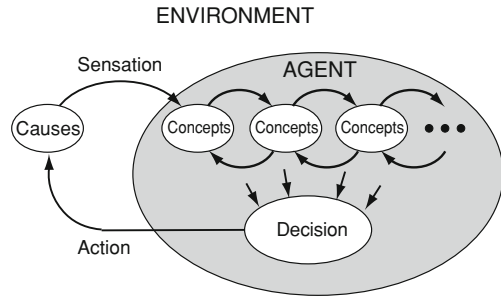 ENVIRONMENT
Sensation
AGENT
Causes
Concepts
Concepts
Concepts
Decision
Action